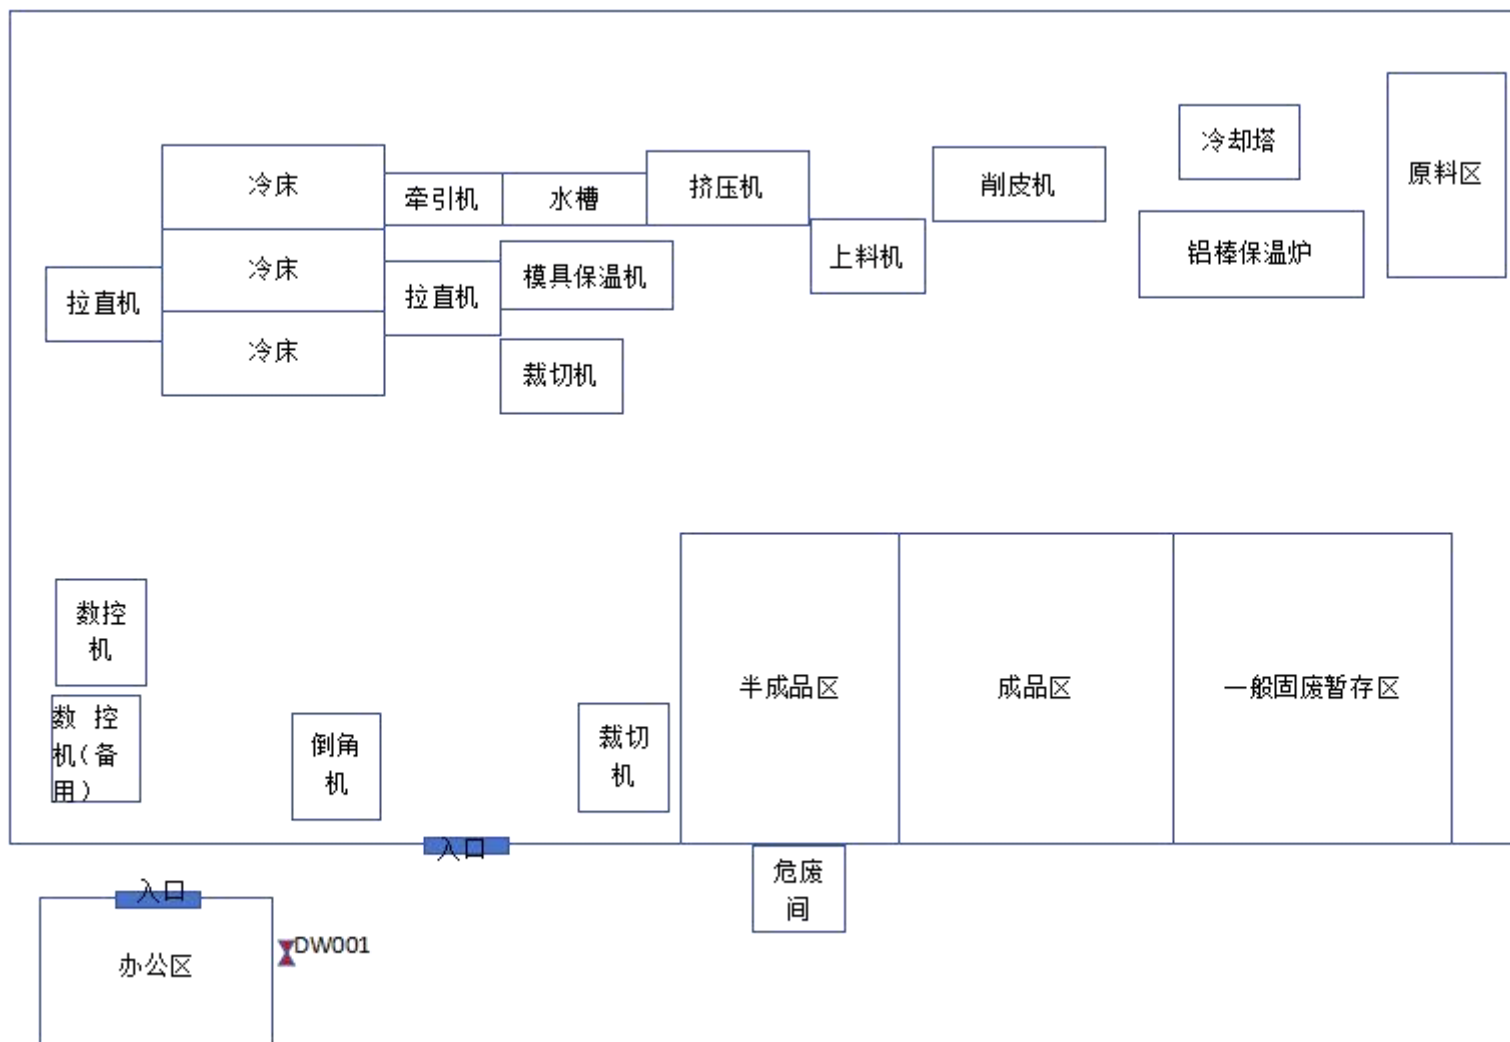 冷却塔
原料区
冷床
牵引机
水槽
挤压机
削皮机
上料机
铝棒保温炉
冷床
拉直机
拉直机
模具保温机
冷床
裁切机
数控
机
数 控
机(备
用)
倒角
机
裁切
机
半成品区
成品区
一般固废暂存区
入口
危废
间
入口
办公区
DW001